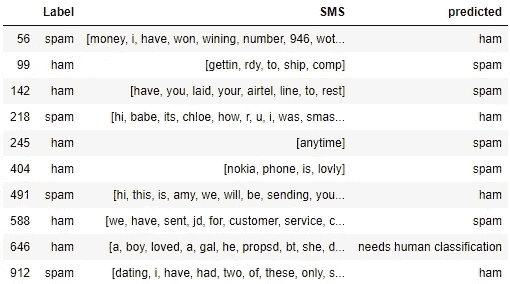 Label SMS predicted
56 spam [money, i, have, won, wining, number, 946, wot... ham
99 ham [gettin, rdy, to, ship, comp] spam
142 ham [have, you, laid, your, airtel, line, to, rest] spam
218 spam [hi, babe, its, chloe, how, r, u, i, was, smas... ham
245 ham [anytime] spam
404 ham [nokia, phone, is, lovly] spam
491 spam [hi, this, is, amy, we, will, be, sending, you... ham
588 ham [we, have, sent, jd, for, customer, service, c... spam
646 ham [a, boy, loved, a, gal, he, propsd, bt, she, d... needs human classification
912 spam [dating, i, have, had, two, of, these, only, s... ham